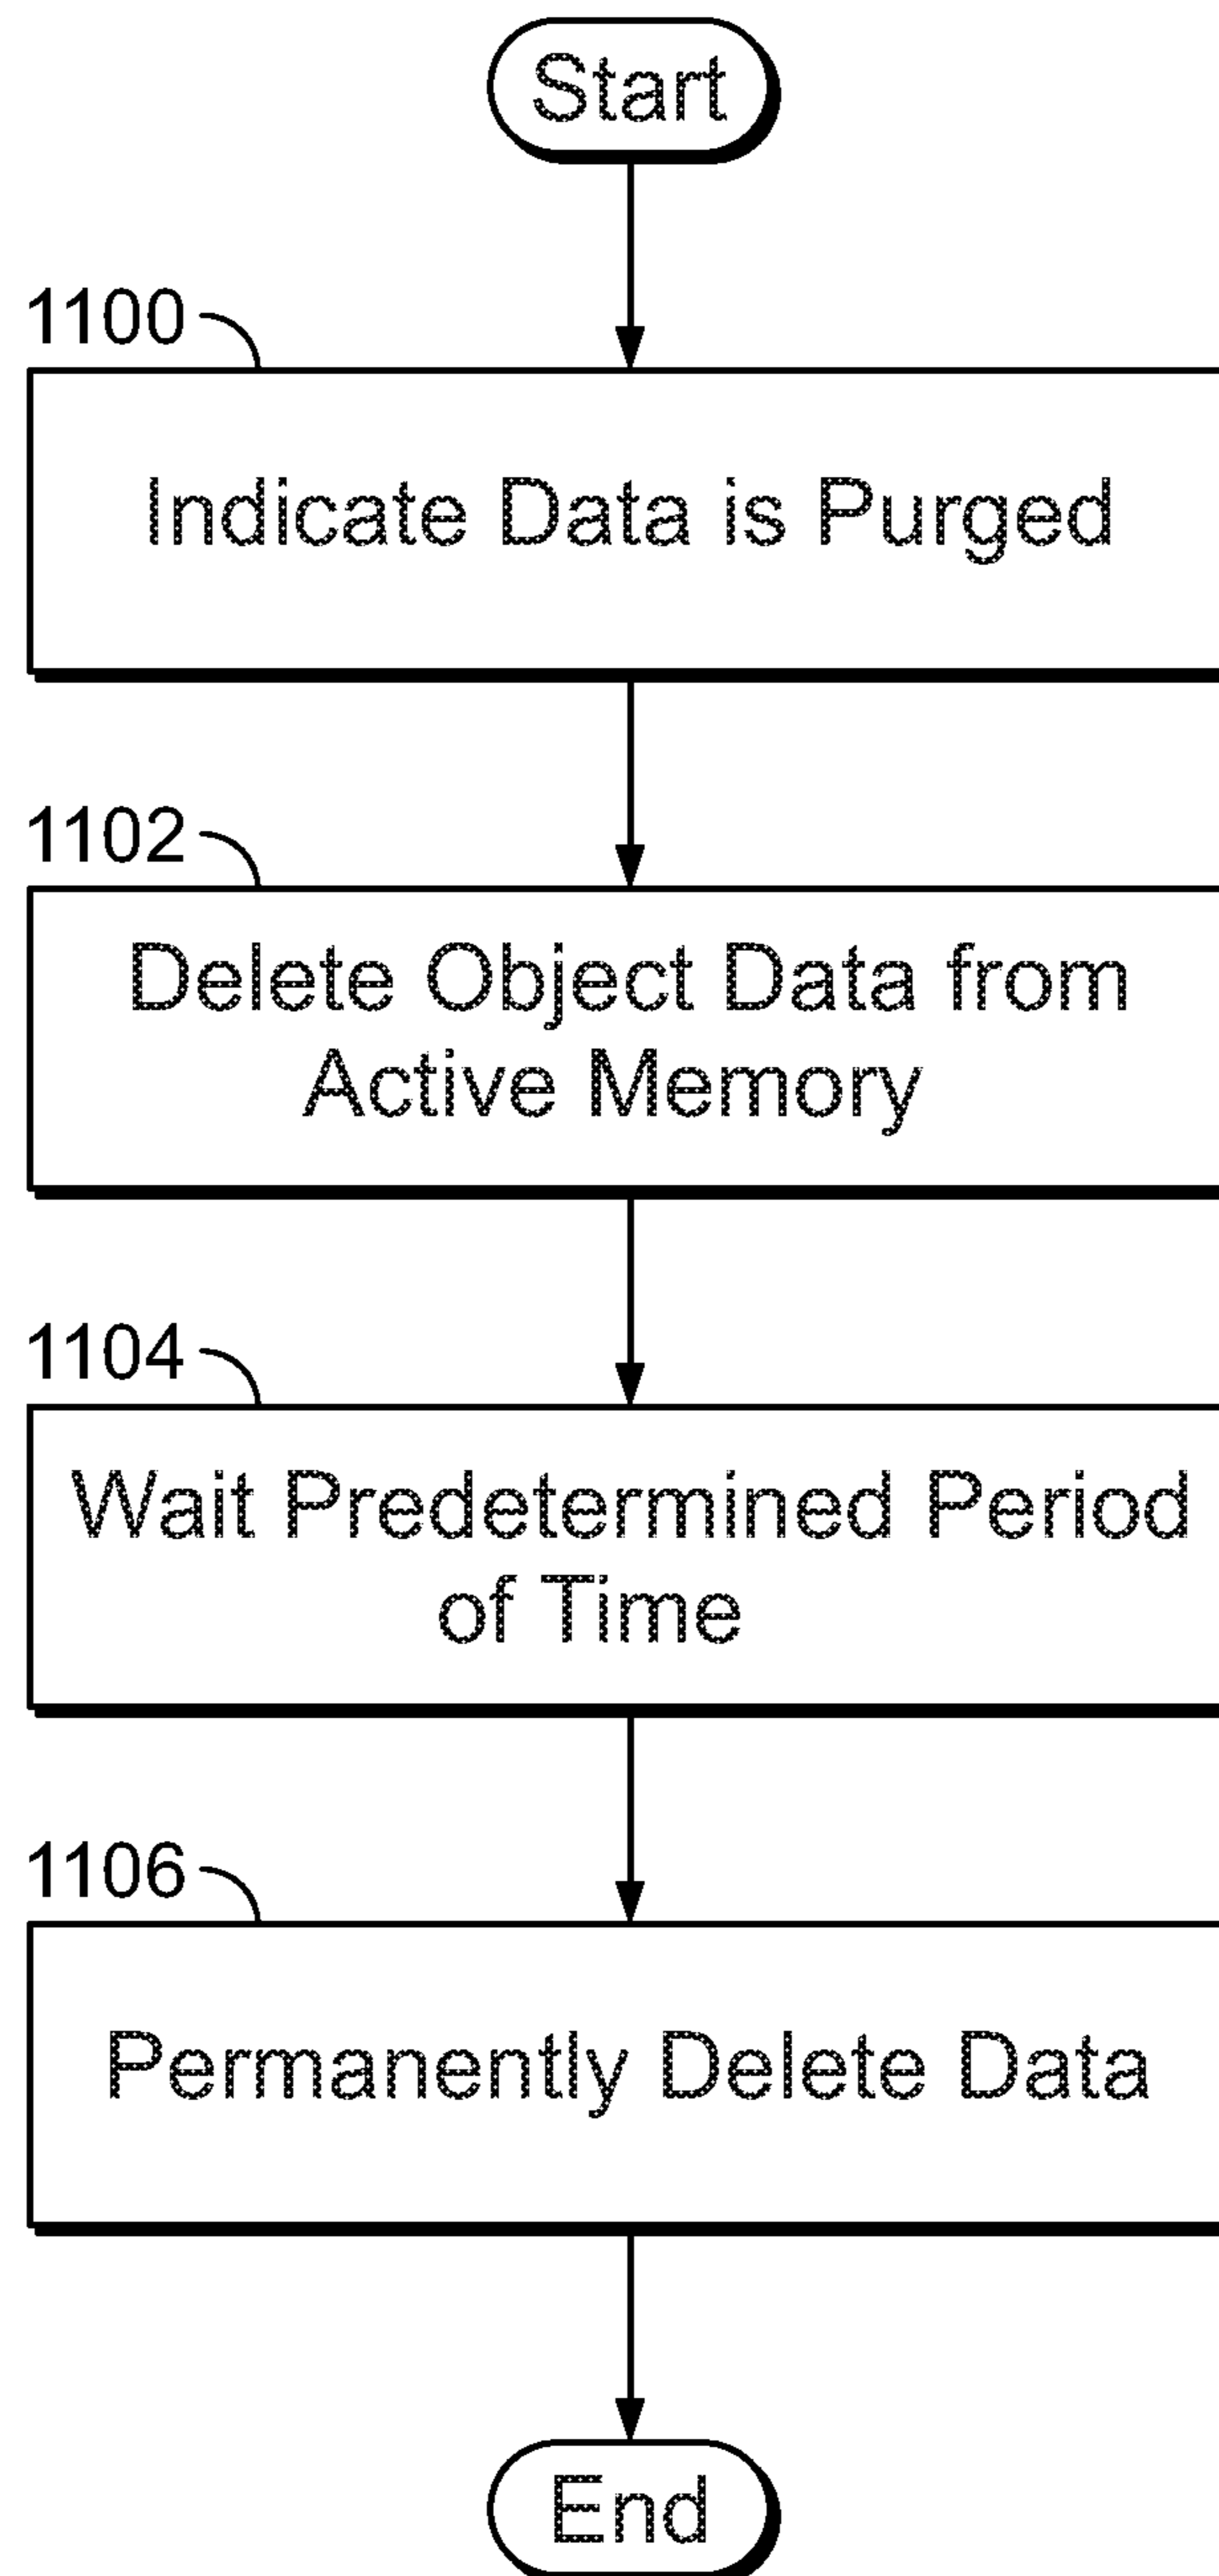 Start
1100
Indicate Data is Purged
1102
Delete Object Data from
Active Memory
1104
Wait Predetermined Period
of Time
1106
Permanently Delete Data
End